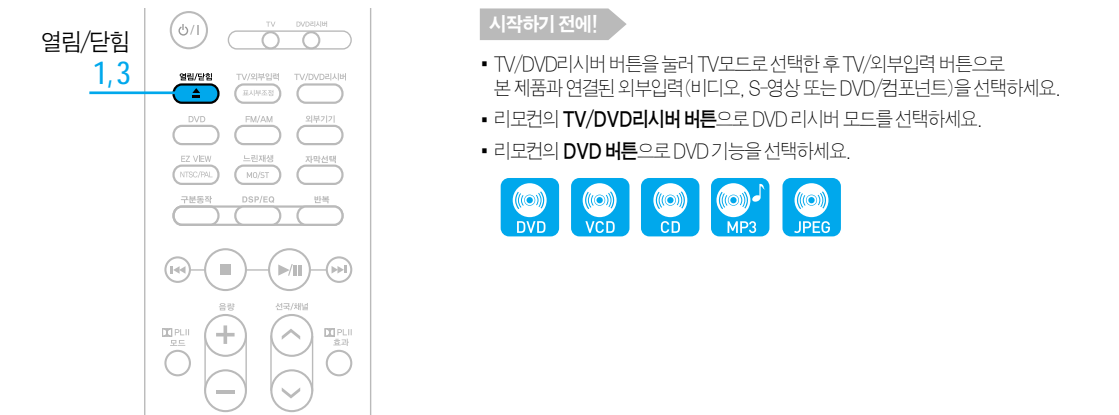 열림/닫힘
1, 3
⏻/I
TV DVD리시버
열림/닫힘 TV/외부입력 TV/DVD리시버
표시부조정
DVD FM/AM 외부기기
EZ VIEW 느린재생 자막선택
NTSC/PAL MO/ST
구분동작 DSP/EQ 반복
음량 선국/채널
PLII
모드
PLII
효과
시작하기 전에!
▪ TV/DVD리시버 버튼을 눌러 TV모드로 선택한 후 TV/외부입력 버튼으로
본 제품과 연결된 외부입력(비디오, S-영상 또는 DVD/컴포넌트)을 선택하세요.
▪ 리모컨의 TV/DVD리시버 버튼으로 DVD 리시버 모드를 선택하세요.
▪ 리모컨의 DVD 버튼으로 DVD 기능을 선택하세요.
DVD VCD CD MP3 JPEG